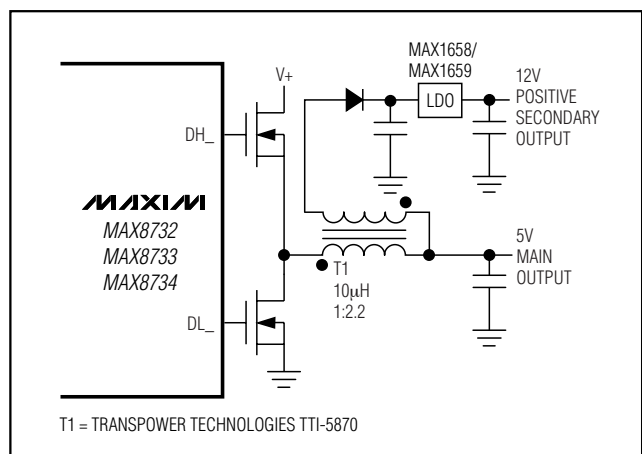 MAX1658/
MAX1659
V+
LDO
12V
POSITIVE
SECONDARY
OUTPUT
DH_
MAXIM
MAX8732
MAX8733
MAX8734
T1
10μH
1:2.2
5V
MAIN
OUTPUT
DL_
T1 = TRANSPOWER TECHNOLOGIES TTI-5870